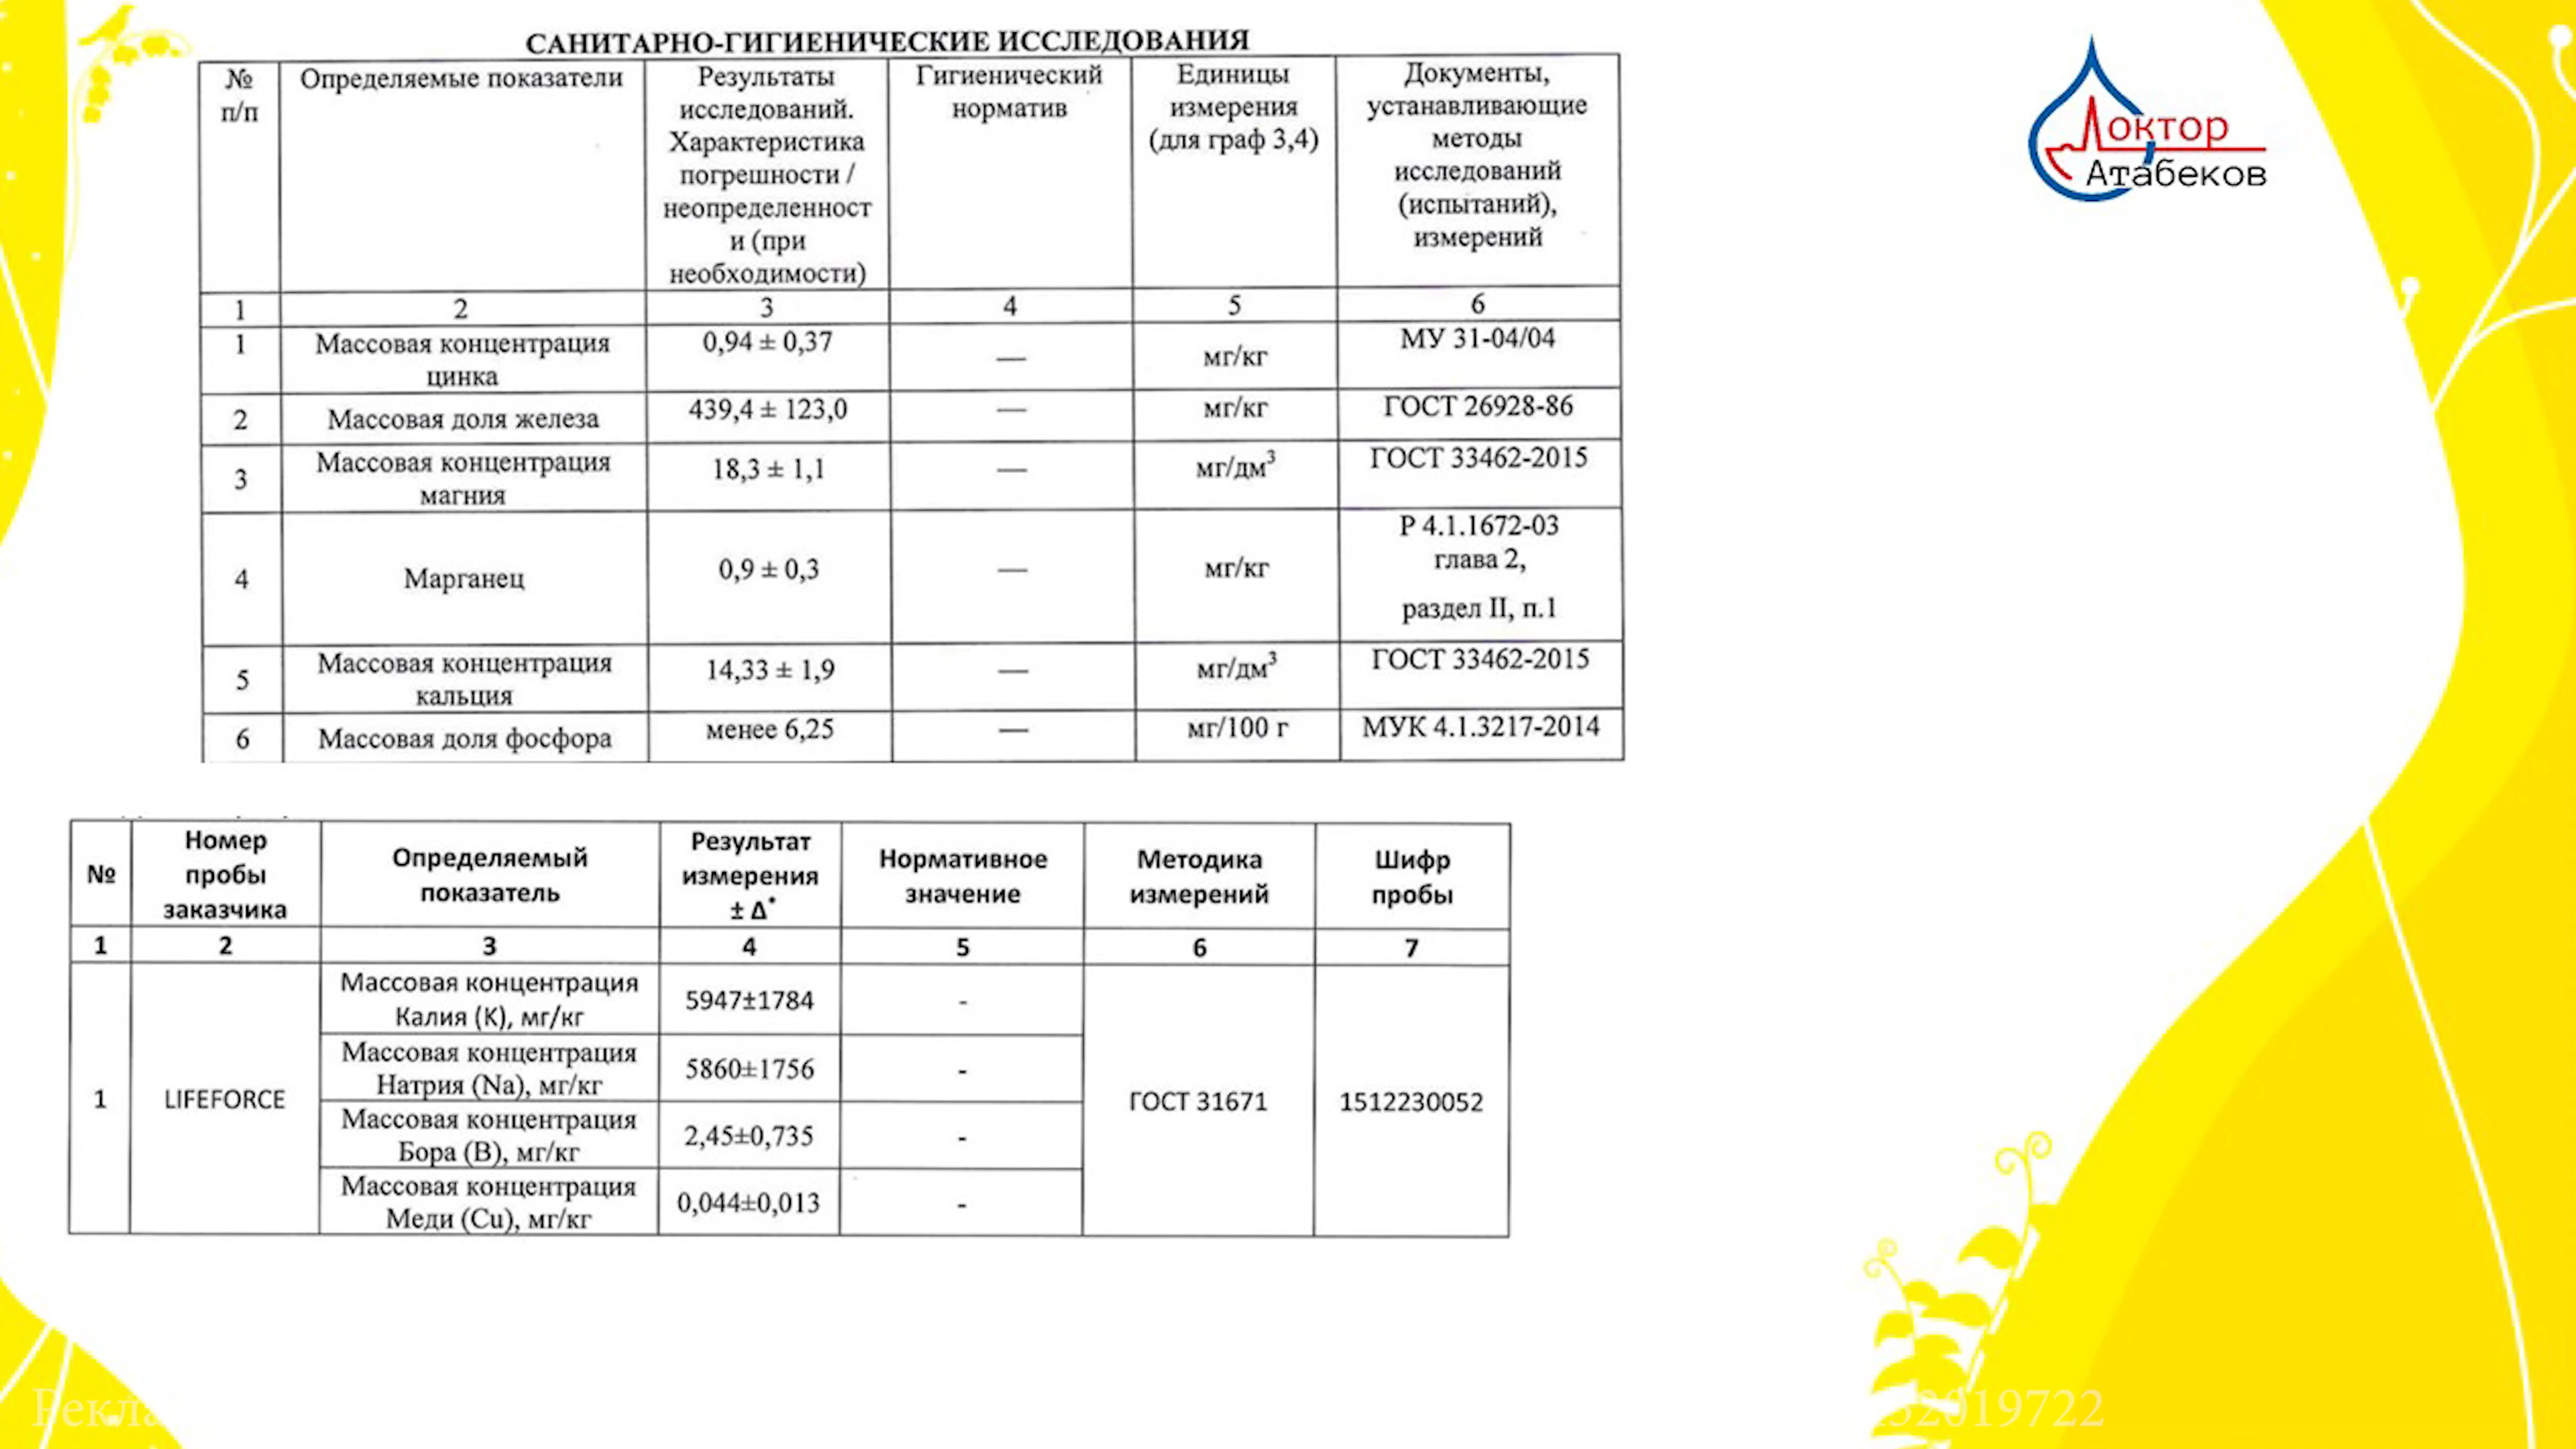 САНИТАРНО-ГИГИЕНИЧЕСКИЕ ИССЛЕДОВАНИЯ
№ п/п Определяемые показатели Результаты исследований. Характеристика погрешности / неопределенност и (при необходимости) Гигиенический норматив Единицы измерения (для граф 3,4) Документы, устанавливающие методы исследований (испытаний), измерений
1 2 3 4 5 6
1 Массовая концентрация цинка 0,94 ± 0,37 — мг/кг МУ 31-04/04
2 Массовая доля железа 439,4 ± 123,0 — мг/кг ГОСТ 26928-86
3 Массовая концентрация магния 18,3 ± 1,1 — мг/дм³ ГОСТ 33462-2015
4 Марганец 0,9 ± 0,3 — мг/кг Р 4.1.1672-03 глава 2, раздел II, п.1
5 Массовая концентрация кальция 14,33 ± 1,9 — мг/дм³ ГОСТ 33462-2015
6 Массовая доля фосфора менее 6,25 — мг/100 г МУК 4.1.3217-2014
Доктор
Атабеков
№ Номер пробы заказчика Определяемый показатель Результат измерения ± Δ* Нормативное значение Методика измерений Шифр пробы
1 2 3 4 5 6 7
1 LIFEFORCE Массовая концентрация Калия (K), мг/кг 5947±1784 - ГОСТ 31671 1512230052
Массовая концентрация Натрия (Na), мг/кг 5860±1756 -
Массовая концентрация Бора (B), мг/кг 2,45±0,735 -
Массовая концентрация Меди (Cu), мг/кг 0,044±0,013 -
32019722